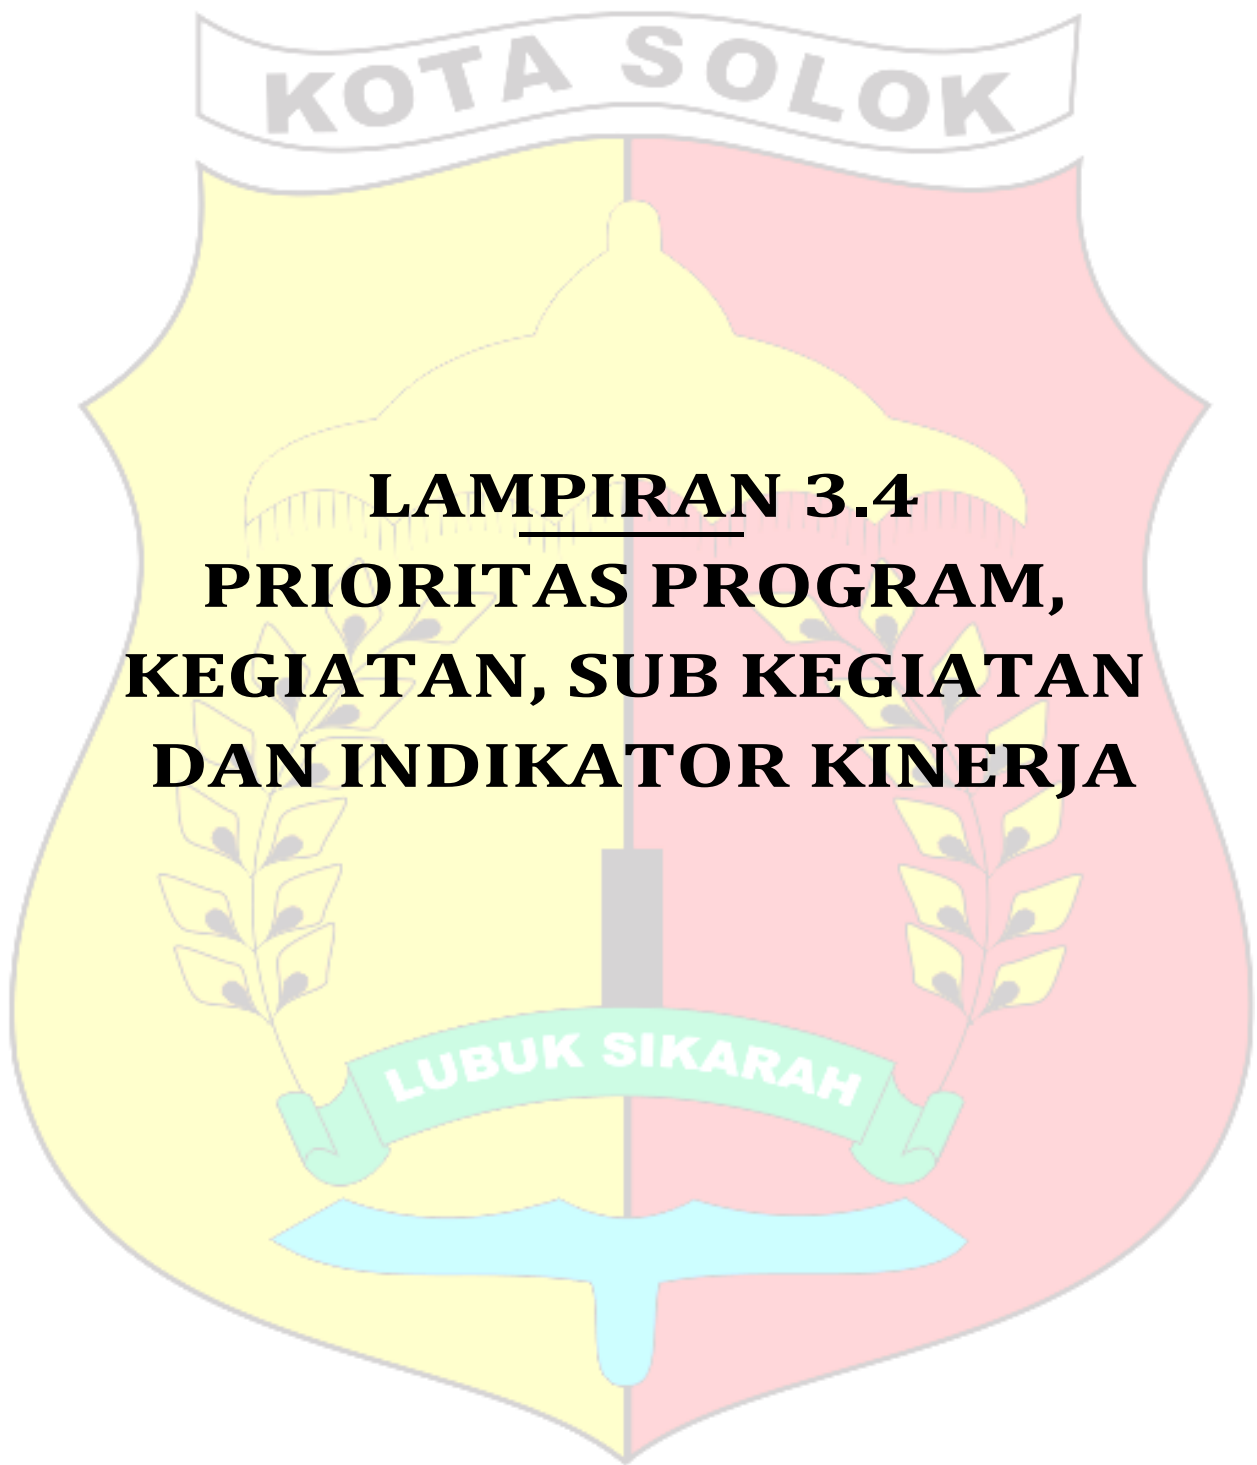 KOTA SOLOK
LAMPIRAN 3.4
PRIORITAS PROGRAM,
KEGIATAN, SUB KEGIATAN
DAN INDIKATOR KINERJA
LUBUK SIKARAH